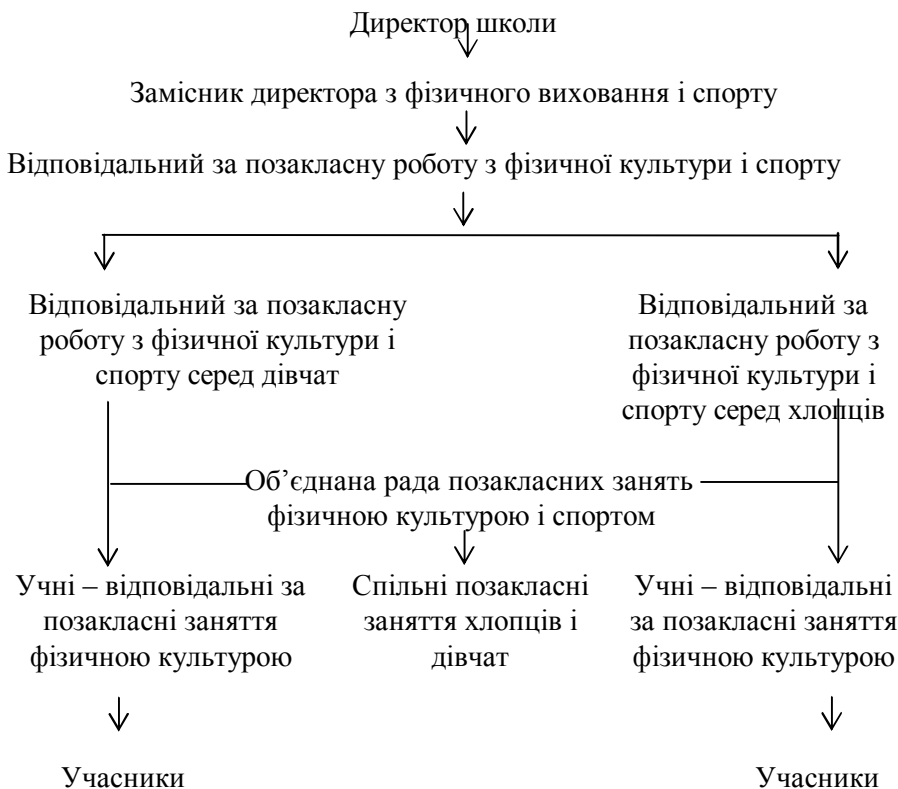 Директор школи
Замісник директора з фізичного виховання і спорту
Відповідальний за позакласну роботу з фізичної культури і спорту
Відповідальний за позакласну
роботу з фізичної культури і
спорту серед дівчат
Відповідальний за
позакласну роботу з
фізичної культури і
спорту серед хлопців
Об’єднана рада позакласних занять
фізичною культурою і спортом
Учні – відповідальні за
позакласні заняття
фізичною культурою
Спільні позакласні
заняття хлопців і
дівчат
Учні – відповідальні
за позакласні заняття
фізичною культурою
Учасники
Учасники